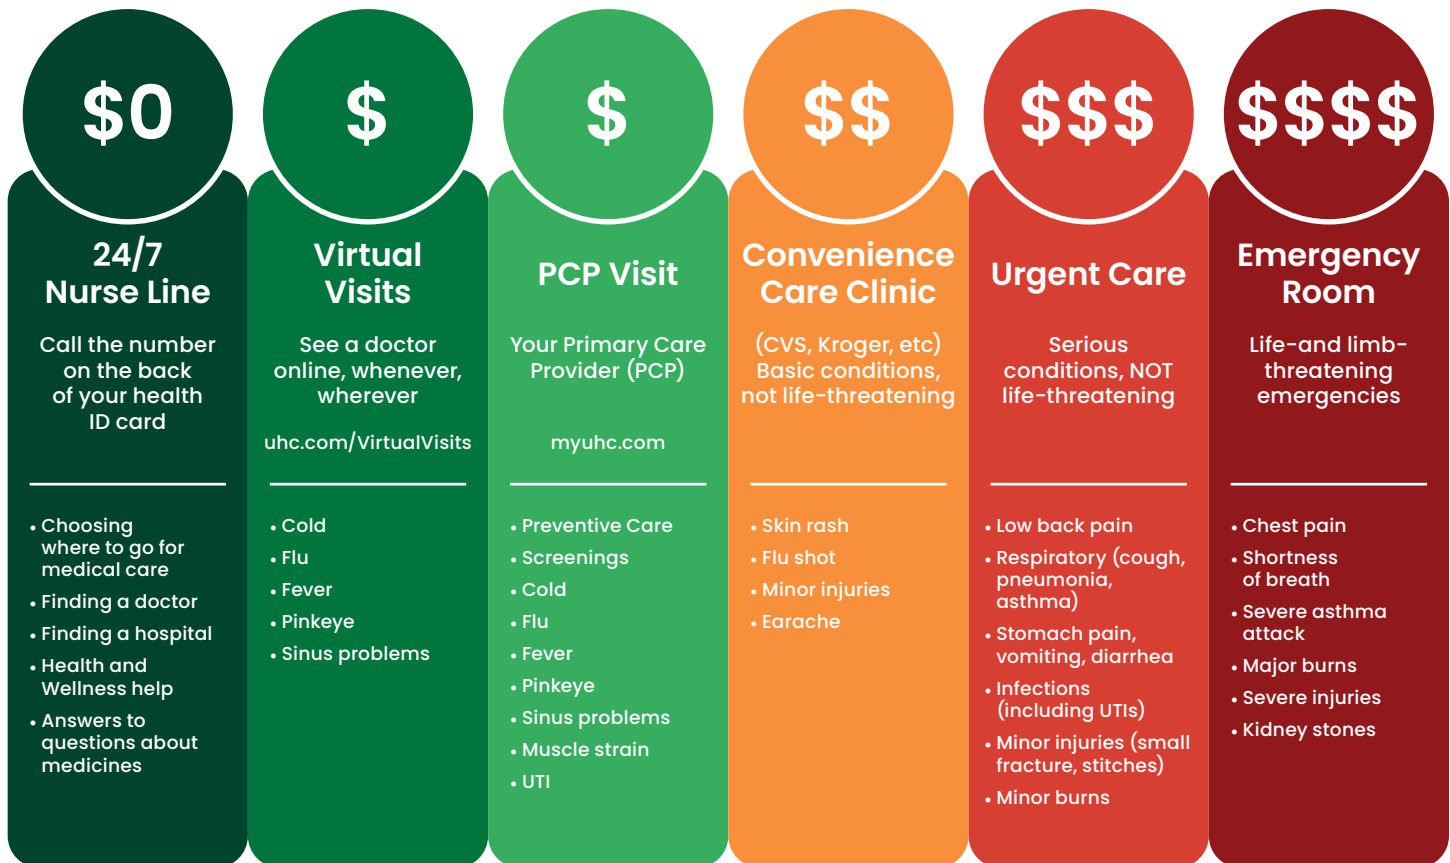 $0
24/7
Nurse Line
Call the number
on the back
of your health
ID card
• Choosing
where to go for
medical care
• Finding a doctor
• Finding a hospital
• Health and
Wellness help
• Answers to
questions about
medicines
$
Virtual
Visits
See a doctor
online, whenever,
wherever
uhc.com/VirtualVisits
• Cold
• Flu
• Fever
• Pinkeye
• Sinus problems
$
PCP Visit
Your Primary Care
Provider (PCP)
myuhc.com
• Preventive Care
• Screenings
• Cold
• Flu
• Fever
• Pinkeye
• Sinus problems
• Muscle strain
• UTI
$$
Convenience
Care Clinic
(CVS, Kroger, etc)
Basic conditions,
not life-threatening
• Skin rash
• Flu shot
• Minor injuries
• Earache
$$$
Urgent Care
Serious
conditions, NOT
life-threatening
• Low back pain
• Respiratory (cough,
pneumonia,
asthma)
• Stomach pain,
vomiting, diarrhea
• Infections
(including UTIs)
• Minor injuries (small
fracture, stitches)
• Minor burns
$$$$
Emergency
Room
Life-and limb-
threatening
emergencies
• Chest pain
• Shortness
of breath
• Severe asthma
attack
• Major burns
• Severe injuries
• Kidney stones